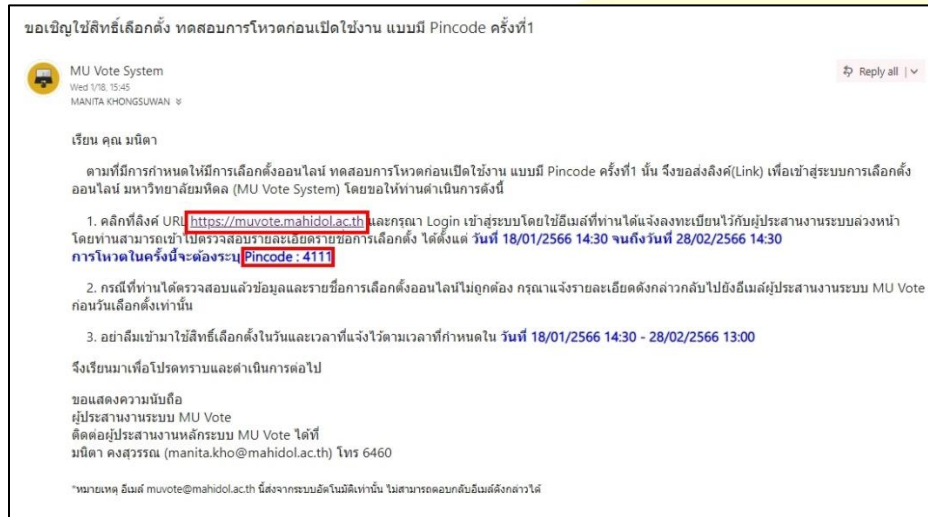 ขอเชิญใช้สิทธิ์เลือกตั้ง ทดสอบการโหวตก่อนเปิดใช้งาน แบบมี Pincode ครั้งที่1
MU Vote System
Reply all
Wed 1/18, 15:45
MANITA KHONGSUWAN
เรียน คุณ มนิตา
ตามที่มีการกำหนดให้มีการเลือกตั้งออนไลน์ ทดสอบการโหวตก่อนเปิดใช้งาน แบบมี Pincode ครั้งที่1 นั้น จึงขอส่งลิงค์(Link) เพื่อเข้าสู่ระบบการเลือกตั้ง
ออนไลน์ มหาวิทยาลัยมหิดล (MU Vote System) โดยขอให้ท่านดำเนินการดังนี้
1. คลิกที่ลิงค์ URL https://muvote.mahidol.ac.th และกรุณา Login เข้าสู่ระบบโดยใช้อีเมล์ที่ท่านได้แจ้งลงทะเบียนไว้กับผู้ประสานงานระบบล่วงหน้า
โดยท่านสามารถเข้าไปตรวจสอบรายละเอียดรายชื่อการเลือกตั้ง ได้ตั้งแต่ วันที่ 18/01/2566 14:30 จนถึงวันที่ 28/02/2566 14:30
การโหวตในครั้งนี้จะต้องระบุ Pincode : 4111
2. กรณีที่ท่านได้ตรวจสอบแล้วข้อมูลและรายชื่อการเลือกตั้งออนไลน์ไม่ถูกต้อง กรุณาแจ้งรายละเอียดดังกล่าวกลับไปยังอีเมล์ผู้ประสานงานระบบ MU Vote
ก่อนวันเลือกตั้งเท่านั้น
3. อย่าลืมเข้ามาใช้สิทธิ์เลือกตั้งในวันและเวลาที่แจ้งไว้ตามเวลาที่กำหนดใน วันที่ 18/01/2566 14:30 - 28/02/2566 13:00
จึงเรียนมาเพื่อโปรดทราบและดำเนินการต่อไป
ขอแสดงความนับถือ
ผู้ประสานงานระบบ MU Vote
ติดต่อผู้ประสานงานหลักระบบ MU Vote ได้ที่
มนิตา คงสุวรรณ (manita.kho@mahidol.ac.th) โทร 6460
*หมายเหตุ อีเมล์ muvote@mahidol.ac.th นี้ส่งจากระบบอัตโนมัติเท่านั้น ไม่สามารถตอบกลับอีเมล์ดังกล่าวได้